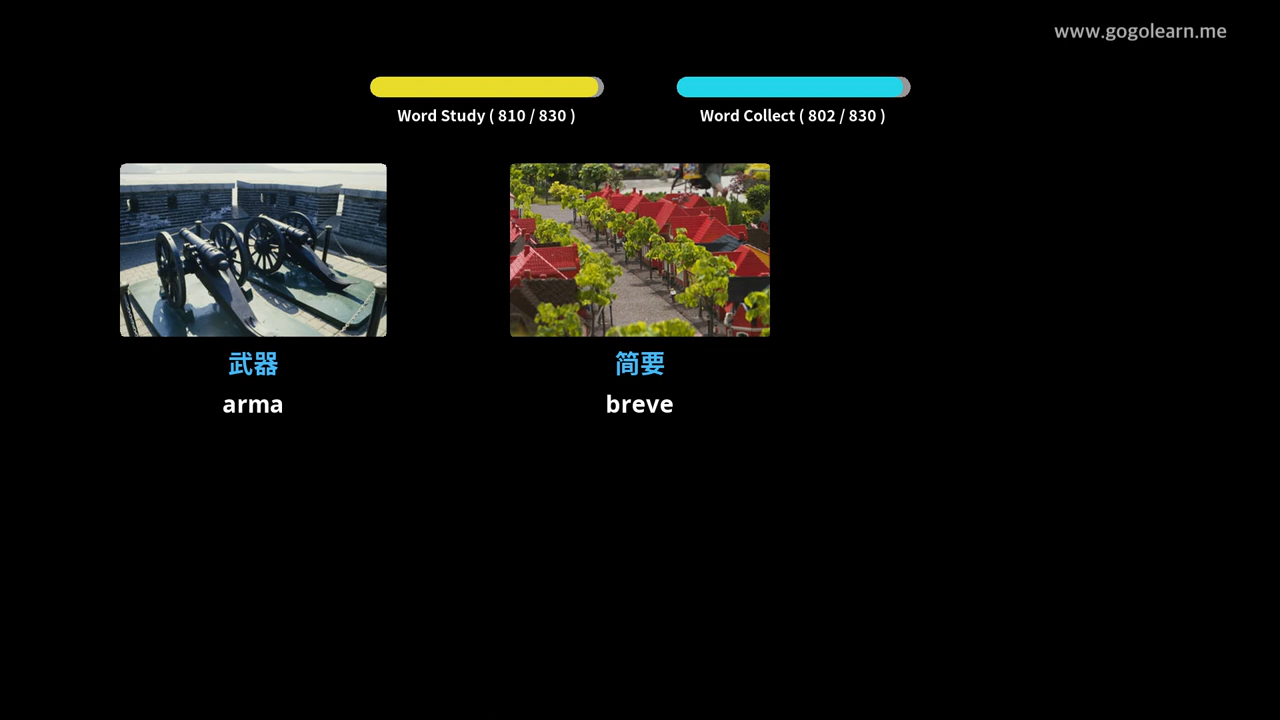 www.gogolearn.me
Word Study ( 810 / 830 )
Word Collect ( 802 / 830 )
武器
arma
简要
breve